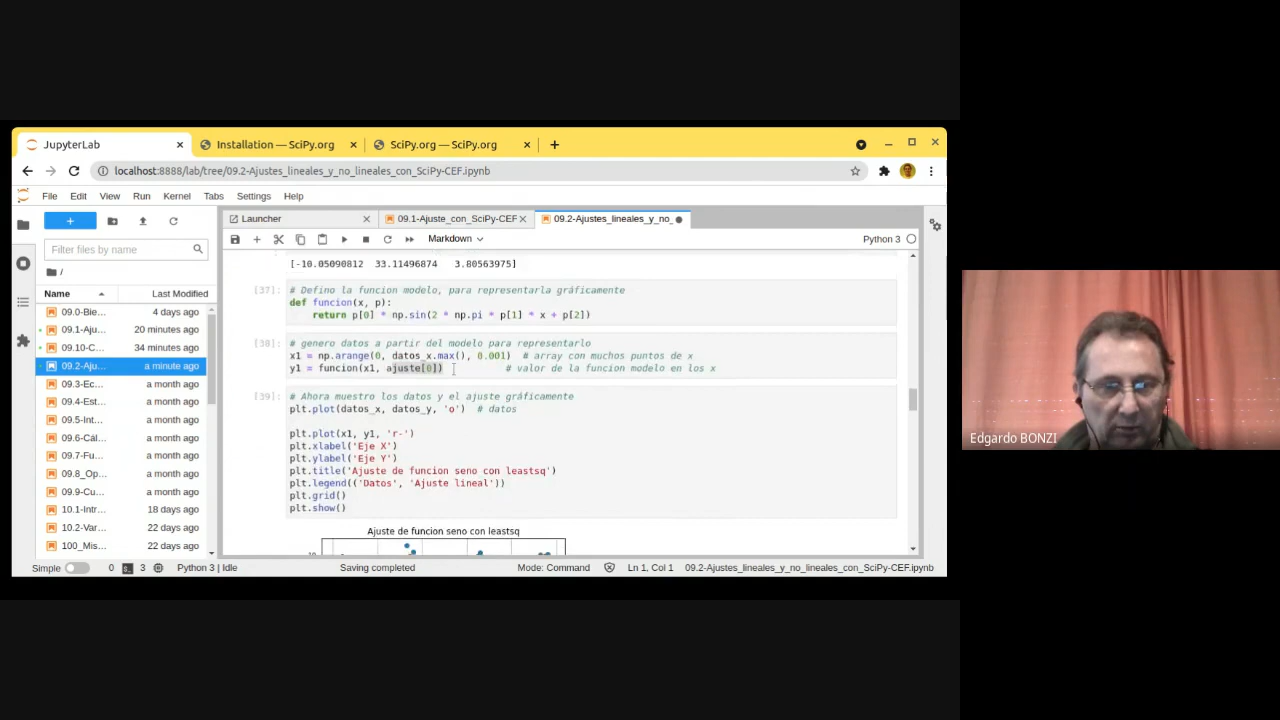 JupyterLab
Installation — SciPy.org
SciPy.org — SciPy.org
localhost:8888/lab/tree/09.2-Ajustes_lineales_y_no_lineales_con_SciPy-CEF.ipynb
File Edit View Run Kernel Tabs Settings Help
Launcher
09.1-Ajuste_con_SciPy-CEF
09.2-Ajustes_lineales_y_no_
Markdown
Python 3
Filter files by name
/
Name Last Modified
09.0-Bie... 4 days ago
09.1-Aju... 20 minutes ago
09.10-C... 34 minutes ago
09.2-Aju... a minute ago
09.3-Ec... a month ago
09.4-Est... a month ago
09.5-Int... a month ago
09.6-Cál... a month ago
09.7-Fu... a month ago
09.8_Op... a month ago
09.9-Cu... a month ago
10.1-Intr... 18 days ago
10.2-Var... 22 days ago
100_Mis... 22 days ago
[-10.05090812 33.11496874 3.80563975]
[37]: # Defino la funcion modelo, para representarla gráficamente
def funcion(x, p):
return p[0] * np.sin(2 * np.pi * p[1] * x + p[2])
[38]: # genero datos a partir del modelo para representarlo
x1 = np.arange(0, datos_x.max(), 0.001) # array con muchos puntos de x
y1 = funcion(x1, ajuste[0]) # valor de la funcion modelo en los x
[39]: # Ahora muestro los datos y el ajuste gráficamente
plt.plot(datos_x, datos_y, 'o') # datos
plt.plot(x1, y1, 'r-')
plt.xlabel('Eje X')
plt.ylabel('Eje Y')
plt.title('Ajuste de funcion seno con leastsq')
plt.legend(('Datos', 'Ajuste lineal'))
plt.grid()
plt.show()
Ajuste de funcion seno con leastsq
Simple 0 3 Python 3 | Idle Saving completed Mode: Command Ln 1, Col 1 09.2-Ajustes_lineales_y_no_lineales_con_SciPy-CEF.ipynb
Edgardo BONZI